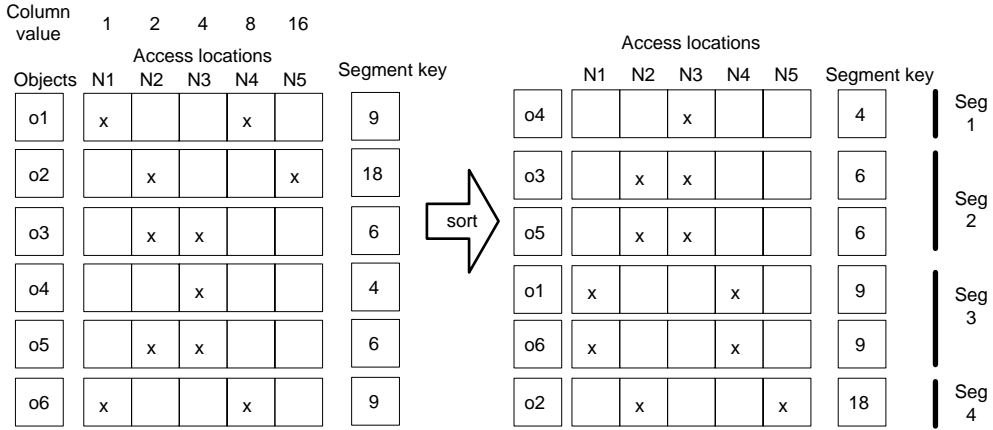 Column value 1 2 4 8 16
Access locations
Objects N1 N2 N3 N4 N5 Segment key
o1 x x 9
o2 x x 18
o3 x x 6
o4 x 4
o5 x x 6
o6 x x 9
sort
Access locations
N1 N2 N3 N4 N5 Segment key
o4 x 4 Seg 1
o3 x x 6
Seg 2
o5 x x 6
o1 x x 9
Seg 3
o6 x x 9
o2 x x 18 Seg 4